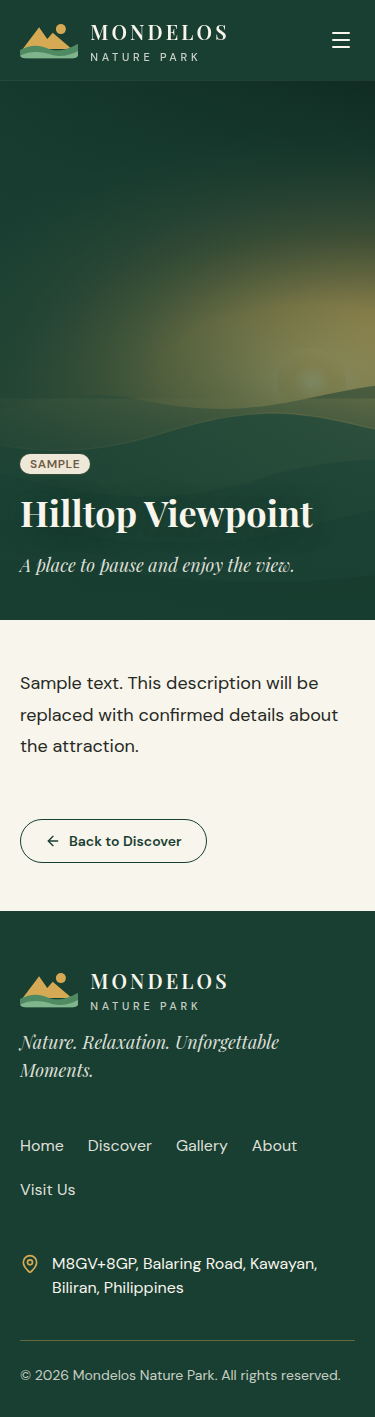 MONDELOS
NATURE PARK
SAMPLE
Hilltop Viewpoint
A place to pause and enjoy the view.
Sample text. This description will be
replaced with confirmed details about
the attraction.
Back to Discover
MONDELOS
NATURE PARK
Nature. Relaxation. Unforgettable
Moments.
Home Discover Gallery About
Visit Us
M8GV+8GP, Balaring Road, Kawayan,
Biliran, Philippines
© 2026 Mondelos Nature Park. All rights reserved.